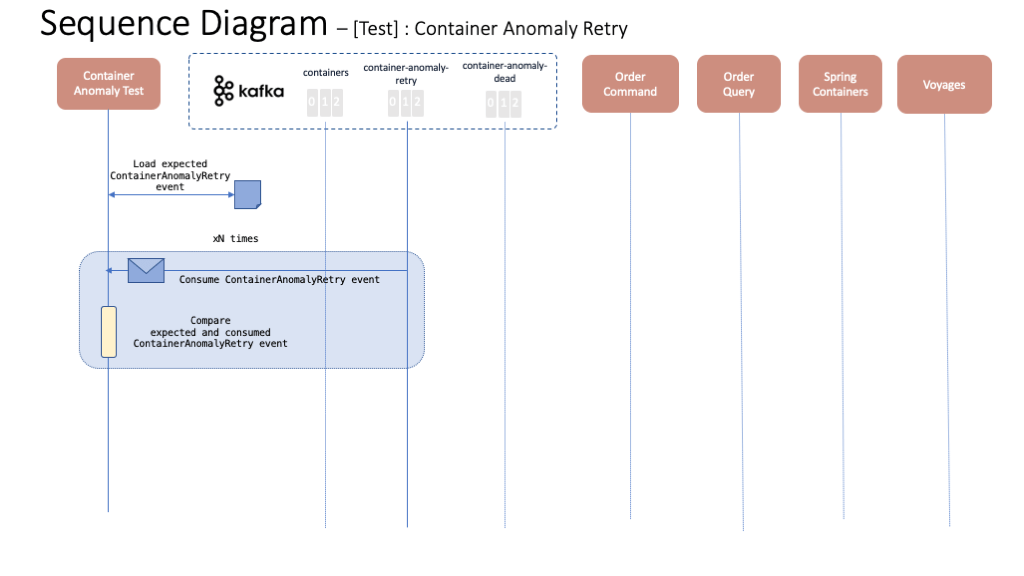 Sequence Diagram – [Test] : Container Anomaly Retry
Container
Anomaly Test
kafka
containers
0 1 2
container-anomaly-
retry
0 1 2
container-anomaly-
dead
0 1 2
Order
Command
Order
Query
Spring
Containers
Voyages
Load expected
ContainerAnomalyRetry
event
xN times
Consume ContainerAnomalyRetry event
Compare
expected and consumed
ContainerAnomalyRetry event